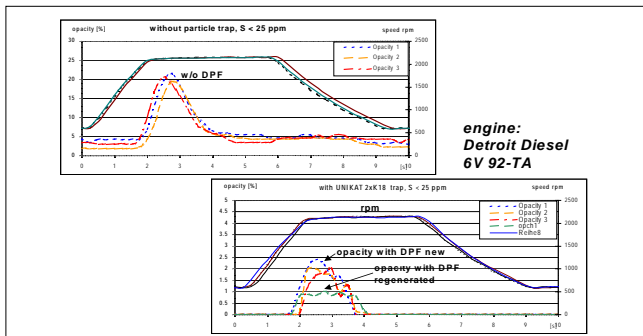 opacity [%]
without particle trap, S < 25 ppm
speed rpm
30
25
20
15
10
5
0
2500
2000
1500
1000
500
0
Opacity 1
Opacity 2
Opacity 3
w/o DPF
0 1 2 3 4 5 6 7 8 9 10
[s]
engine:
Detroit Diesel
6V 92-TA
opacity [%]
with UNIKAT 2xK18 trap, S < 25 ppm
speed rpm
5
4.5
4
3.5
3
2.5
2
1.5
1
0.5
0
2500
2000
1500
1000
500
0
rpm
Opacity 1
Opacity 2
Opacity 3
opch1
Reihe8
opacity with DPF new
opacity with DPF
regenerated
0 1 2 3 4 5 6 7 8 9 10
[s]